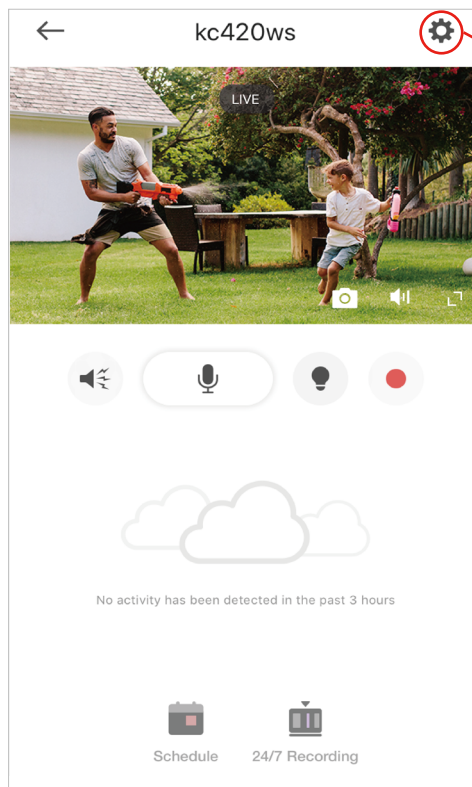 kc420ws
LIVE
No activity has been detected in the past 3 hours
Schedule
24/7 Recording